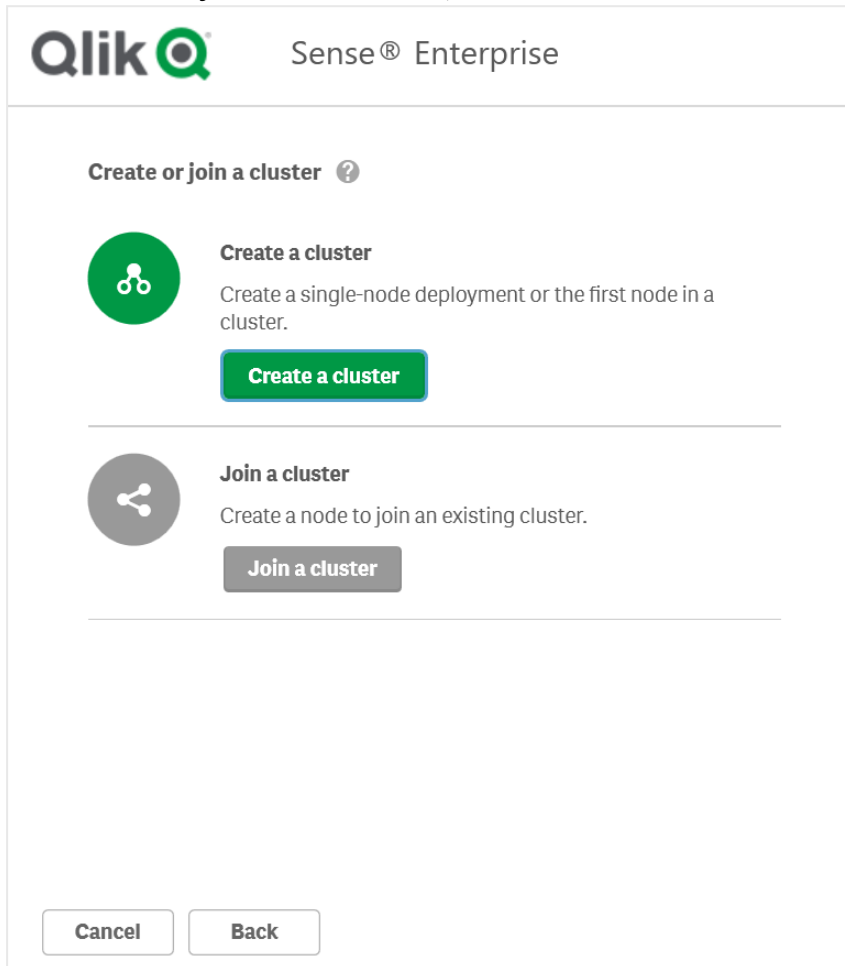 Qlik Sense® Enterprise
Create or join a cluster ?
Create a cluster
Create a single-node deployment or the first node in a
cluster.
Create a cluster
Join a cluster
Create a node to join an existing cluster.
Join a cluster
Cancel Back